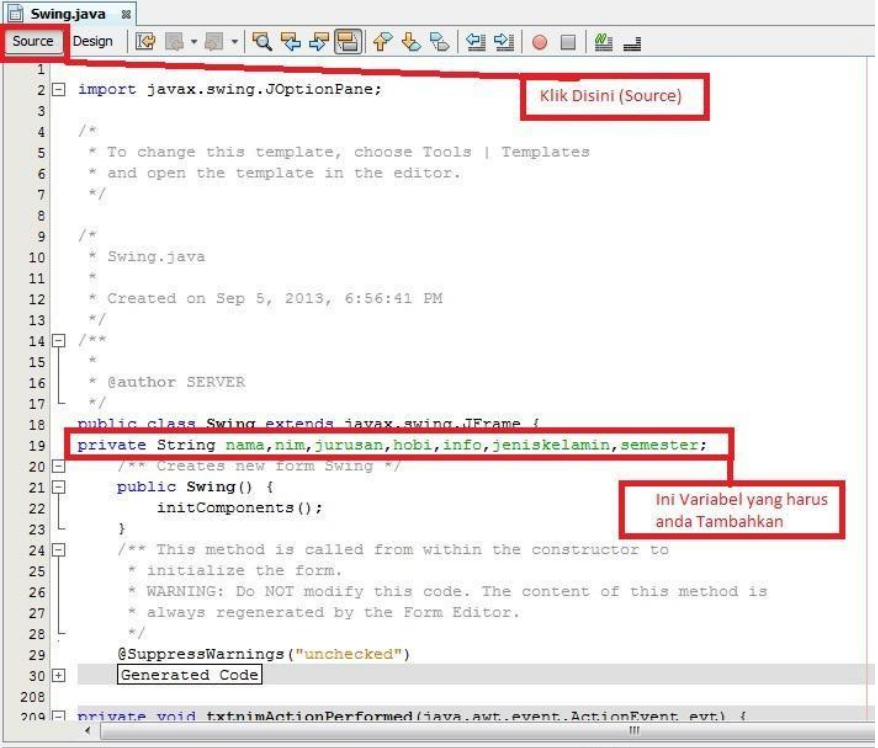 Swing.java
Source Design
1
2 import javax.swing.JOptionPane;
Klik Disini (Source)
3
4 /*
5 * To change this template, choose Tools | Templates
6 * and open the template in the editor.
7 */
8
9 /*
10 * Swing.java
11 *
12 * Created on Sep 5, 2013, 6:56:41 PM
13 */
14 /**
15 *
16 * @author SERVER
17 */
18 public class Swing extends javax.swing.JFrame {
19 private String nama,nim,jurusan,hobi,info,jeniskelamin,semester;
20 /** Creates new form Swing */
21 public Swing() {
22 initComponents();
23 }
Ini Variabel yang harus
anda Tambahkan
24 /** This method is called from within the constructor to
25 * initialize the form.
26 * WARNING: Do NOT modify this code. The content of this method is
27 * always regenerated by the Form Editor.
28 */
29 @SuppressWarnings("unchecked")
30 Generated Code
208
209 private void txtnimActionPerformed(java.awt.event.ActionEvent evt) {